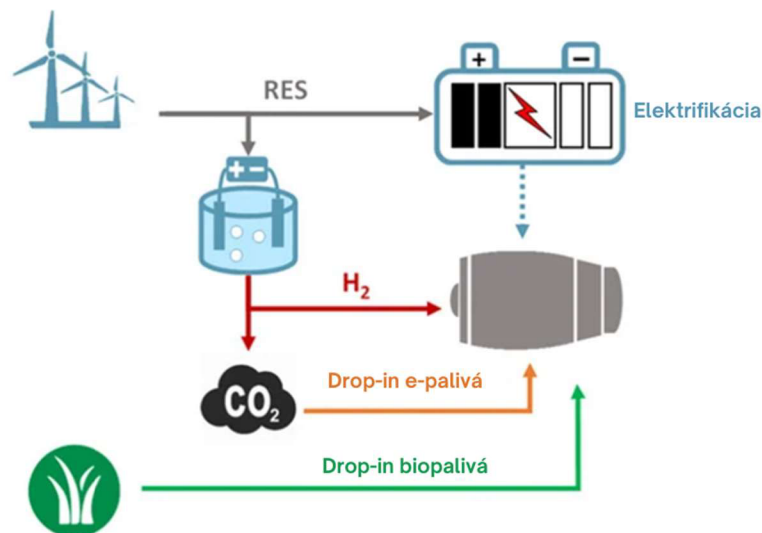 + −
RES
Elektrifikácia
+ −
H₂
Drop-in e-palivá
CO₂
Drop-in biopalivá